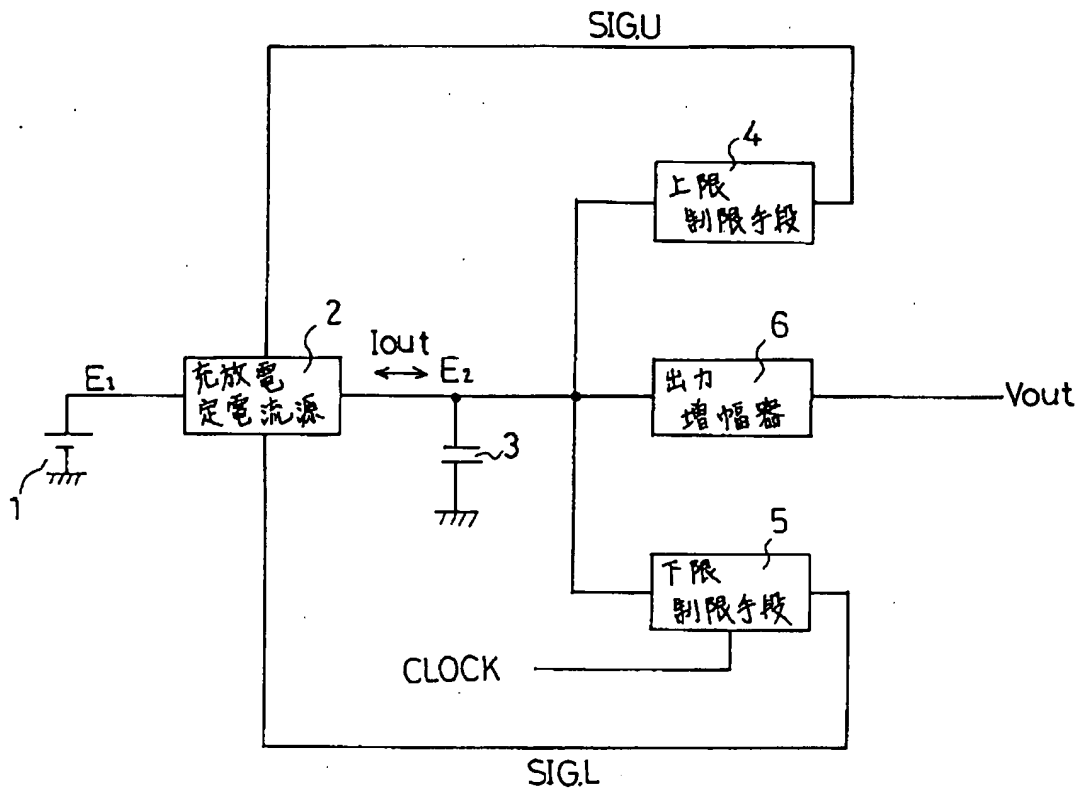 SIG.U
4
上限
制限手段
2
Iout
E₂
E₁
充放電
定電流源
6
出力
増幅器
Vout
3
1
5
下限
制限手段
CLOCK
SIG.L